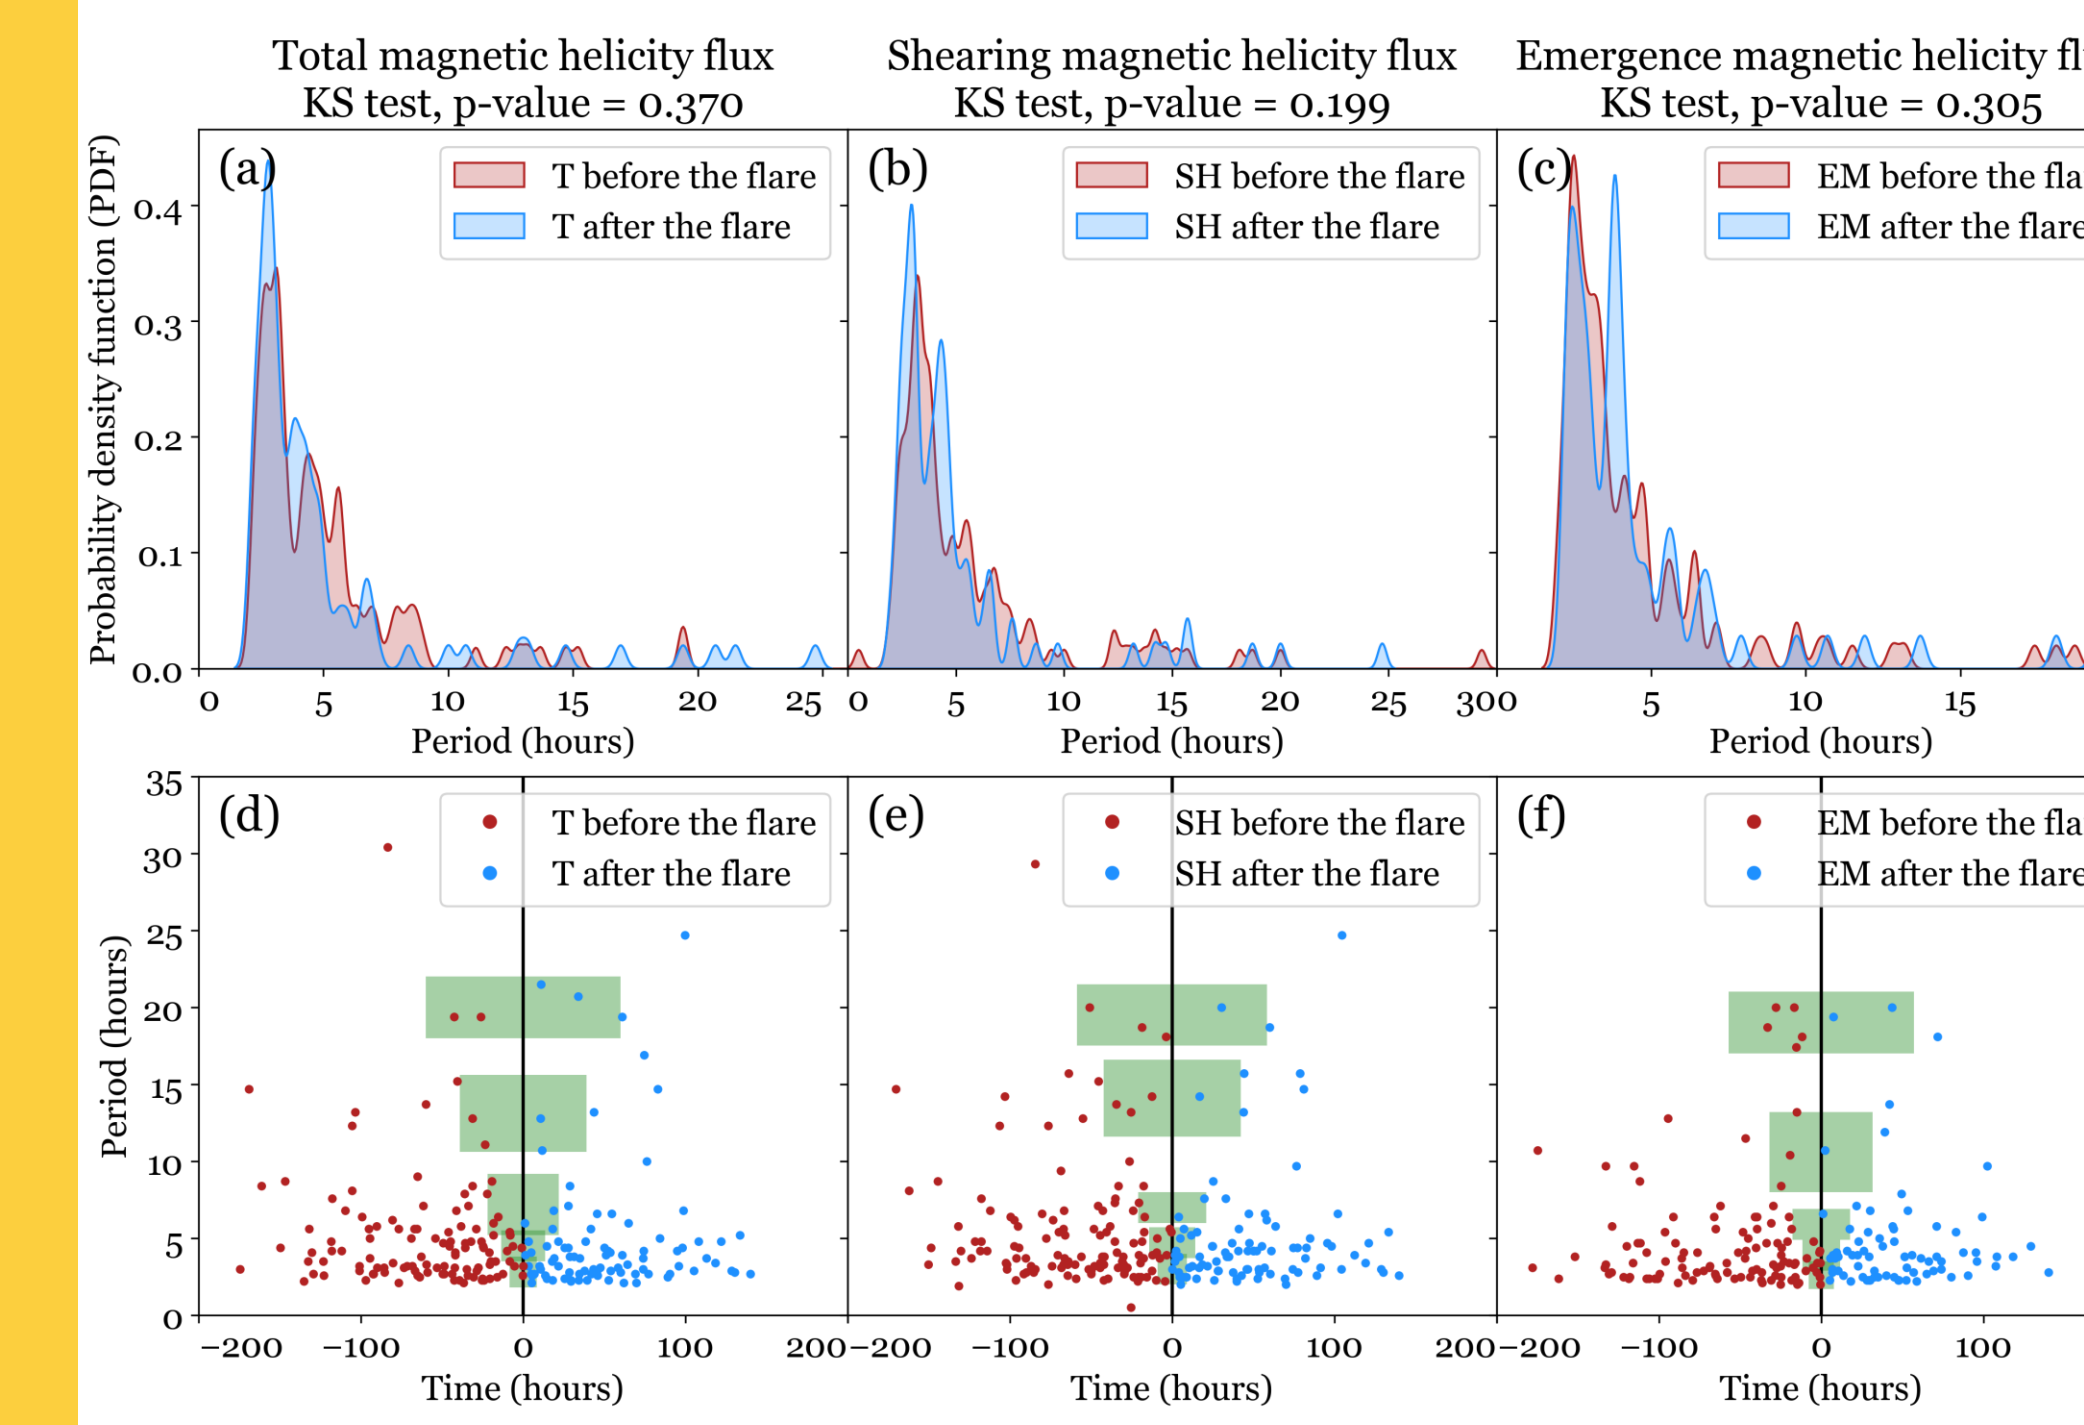 Total magnetic helicity flux
KS test, p-value = 0.370
Shearing magnetic helicity flux
KS test, p-value = 0.199
Emergence magnetic helicity fl
KS test, p-value = 0.305
Probability density function (PDF)
0.4
0.3
0.2
0.1
0.0
(a)
T before the flare
T after the flare
0 5 10 15 20 25
Period (hours)
(b)
SH before the flare
SH after the flare
0 5 10 15 20 25 30
Period (hours)
(c)
EM before the fla
EM after the flare
0 5 10 15
Period (hours)
Period (hours)
35
30
25
20
15
10
5
0
(d)
T before the flare
T after the flare
−200 −100 0 100 200
Time (hours)
(e)
SH before the flare
SH after the flare
−200 −100 0 100 200
Time (hours)
(f)
EM before the fla
EM after the flare
−200 −100 0 100
Time (hours)